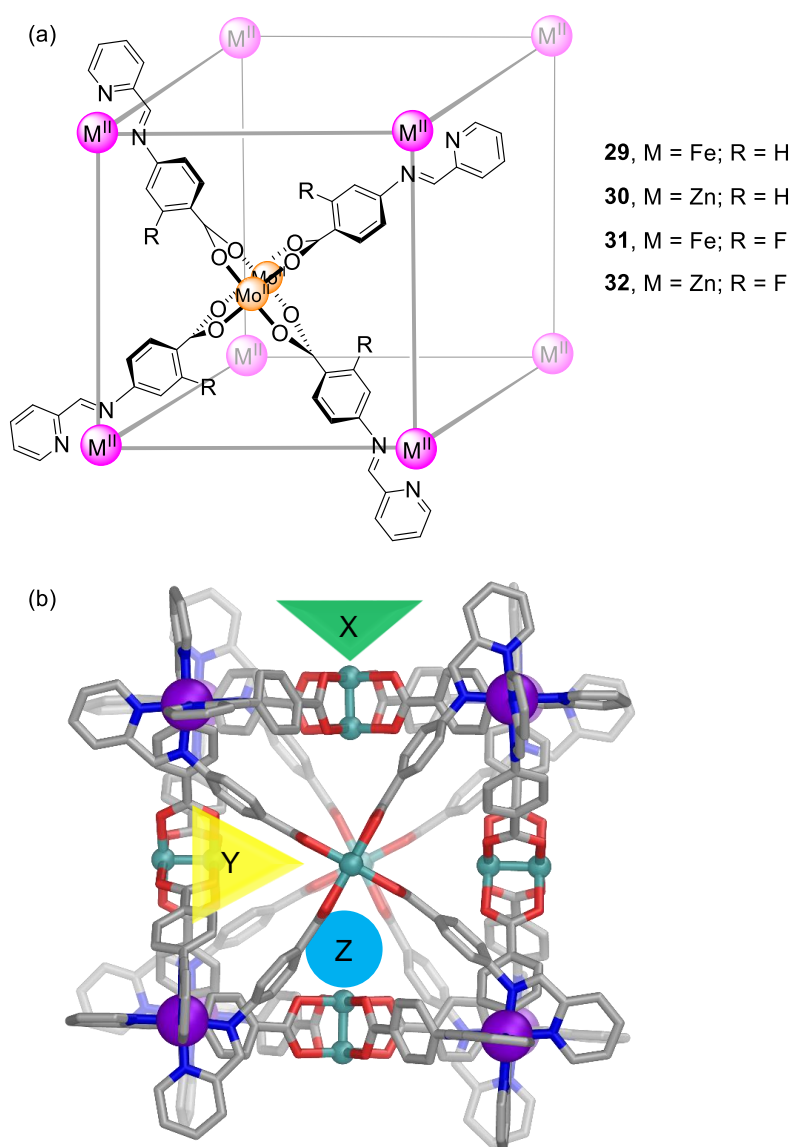 (a)
M^II
M^II
M^II
M^II
N
N
N
N
29, M = Fe; R = H
R
R
30, M = Zn; R = H
O
O
O
O
31, M = Fe; R = F
Mo^II
Mo^II
32, M = Zn; R = F
O
O
O
O
R
R
M^II
M^II
N
N
N
N
M^II
M^II
(b)
X
Y
Z